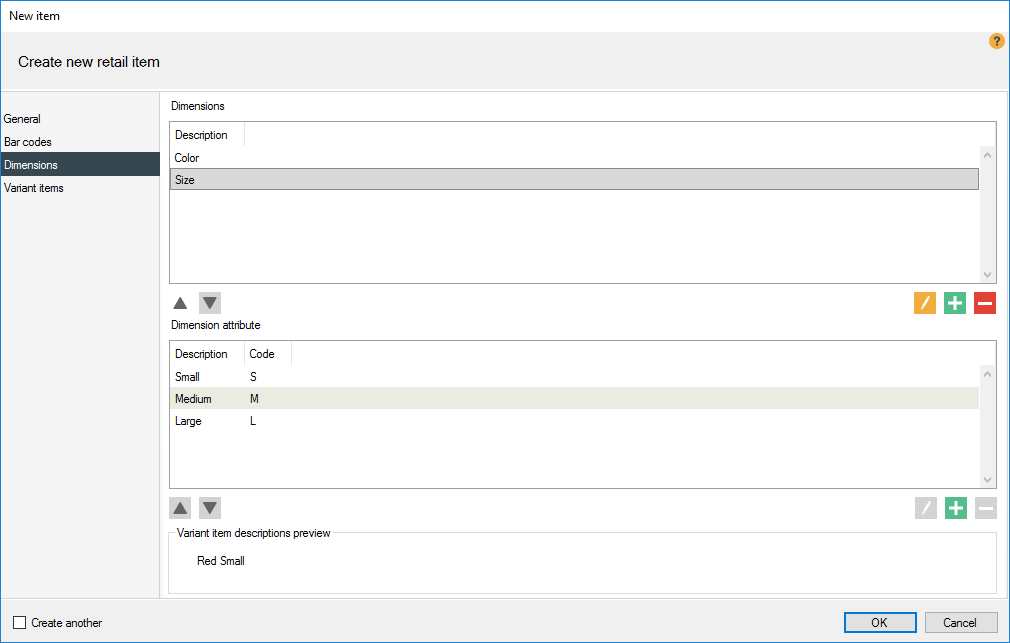 New item
?
Create new retail item
General
Bar codes
Dimensions
Variant items
Dimensions
Description
Color
Size
Dimension attribute
Description Code
Small S
Medium M
Large L
Variant item descriptions preview
Red Small
Create another
OK Cancel